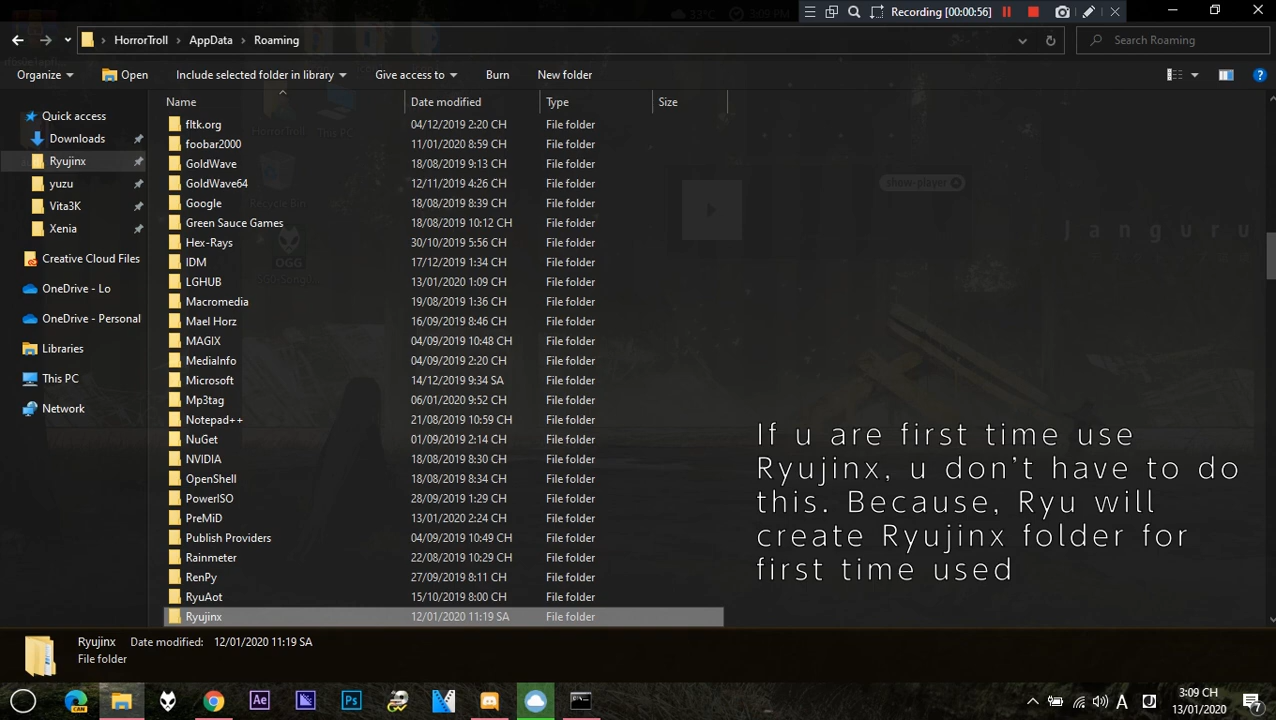 33°C 3:09 PM
Recording [00:00:56]
HorrorTroll > AppData > Roaming
Search Roaming
Organize Open Include selected folder in library Give access to Burn New folder
Name Date modified Type Size
Quick access
Downloads
Ryujinx
yuzu
Vita3K
Xenia
Creative Cloud Files
OneDrive - Lo
OneDrive - Personal
Libraries
This PC
Network
fltk.org 04/12/2019 2:20 CH File folder
foobar2000 11/01/2020 8:59 CH File folder
GoldWave 18/08/2019 9:13 CH File folder
GoldWave64 12/11/2019 4:26 CH File folder
Google 18/08/2019 8:39 CH File folder
Green Sauce Games 18/08/2019 10:12 CH File folder
Hex-Rays 30/10/2019 5:56 CH File folder
IDM 17/12/2019 1:34 CH File folder
LGHUB 13/01/2020 1:09 CH File folder
Macromedia 19/08/2019 1:36 CH File folder
Mael Horz 16/09/2019 8:46 CH File folder
MAGIX 04/09/2019 10:48 CH File folder
MediaInfo 04/09/2019 2:20 CH File folder
Microsoft 14/12/2019 9:34 SA File folder
Mp3tag 06/01/2020 9:52 CH File folder
Notepad++ 21/08/2019 10:59 CH File folder
NuGet 01/09/2019 2:14 CH File folder
NVIDIA 18/08/2019 8:30 CH File folder
OpenShell 18/08/2019 8:34 CH File folder
PowerISO 28/09/2019 1:29 CH File folder
PreMiD 13/01/2020 2:24 CH File folder
Publish Providers 04/09/2019 10:49 CH File folder
Rainmeter 22/08/2019 10:29 CH File folder
RenPy 27/09/2019 8:11 CH File folder
RyuAot 15/10/2019 8:00 CH File folder
Ryujinx 12/01/2020 11:19 SA File folder
HorrorTroll
This PC
Recycle Bin
OGG
show-player
Janguru
If u are first time use
Ryujinx, u don't have to do
this. Because, Ryu will
create Ryujinx folder for
first time used
Ryujinx Date modified: 12/01/2020 11:19 SA
File folder
CAN
Ae
Ps
A
3:09 CH
13/01/2020
7